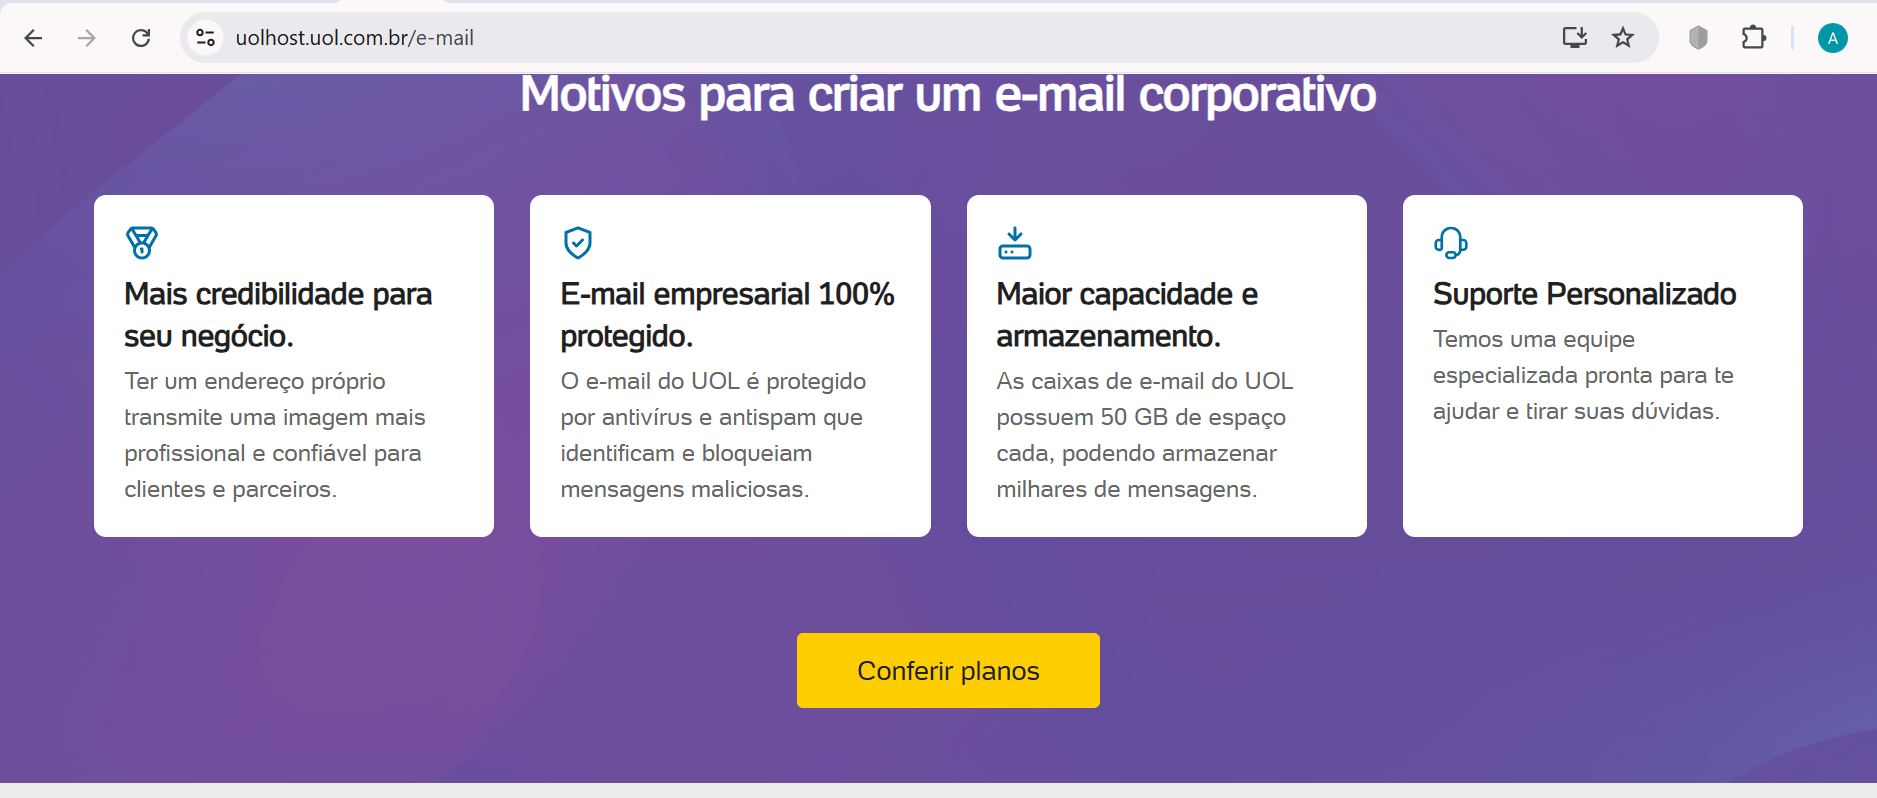 uolhost.uol.com.br/e-mail
A
Motivos para criar um e-mail corporativo
Mais credibilidade para
seu negócio.
Ter um endereço próprio
transmite uma imagem mais
profissional e confiável para
clientes e parceiros.
E-mail empresarial 100%
protegido.
O e-mail do UOL é protegido
por antivírus e antispam que
identificam e bloqueiam
mensagens maliciosas.
Maior capacidade e
armazenamento.
As caixas de e-mail do UOL
possuem 50 GB de espaço
cada, podendo armazenar
milhares de mensagens.
Suporte Personalizado
Temos uma equipe
especializada pronta para te
ajudar e tirar suas dúvidas.
Conferir planos